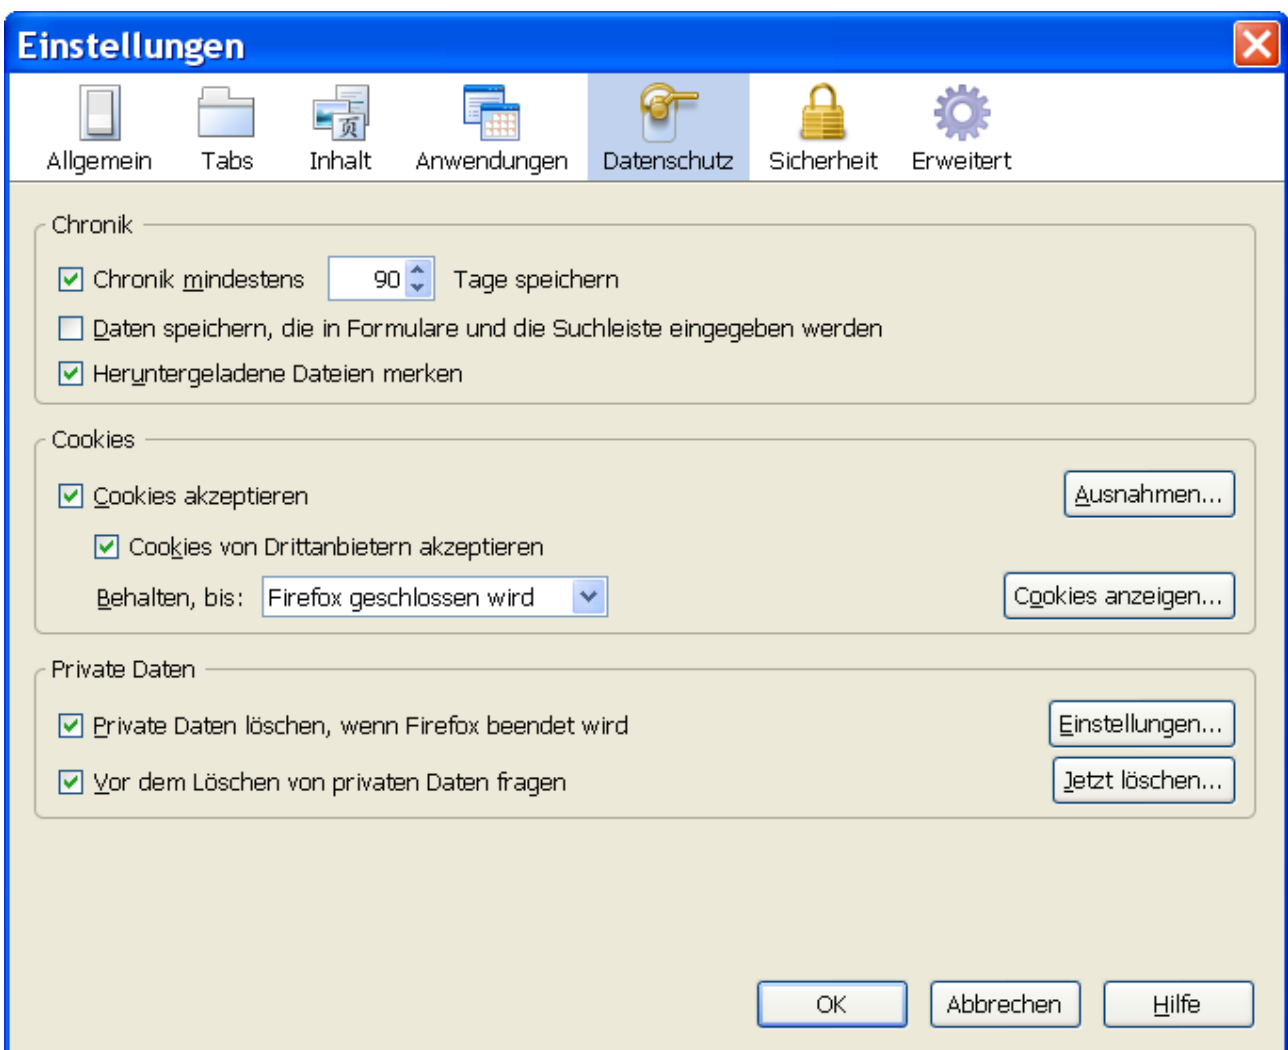 Einstellungen
页
Allgemein Tabs Inhalt Anwendungen Datenschutz Sicherheit Erweitert
Chronik
Chronik mindestens 90 Tage speichern
Daten speichern, die in Formulare und die Suchleiste eingegeben werden
Heruntergeladene Dateien merken
Cookies
Cookies akzeptieren Ausnahmen...
Cookies von Drittanbietern akzeptieren
Behalten, bis: Firefox geschlossen wird Cookies anzeigen...
Private Daten
Private Daten löschen, wenn Firefox beendet wird Einstellungen...
Vor dem Löschen von privaten Daten fragen Jetzt löschen...
OK Abbrechen Hilfe